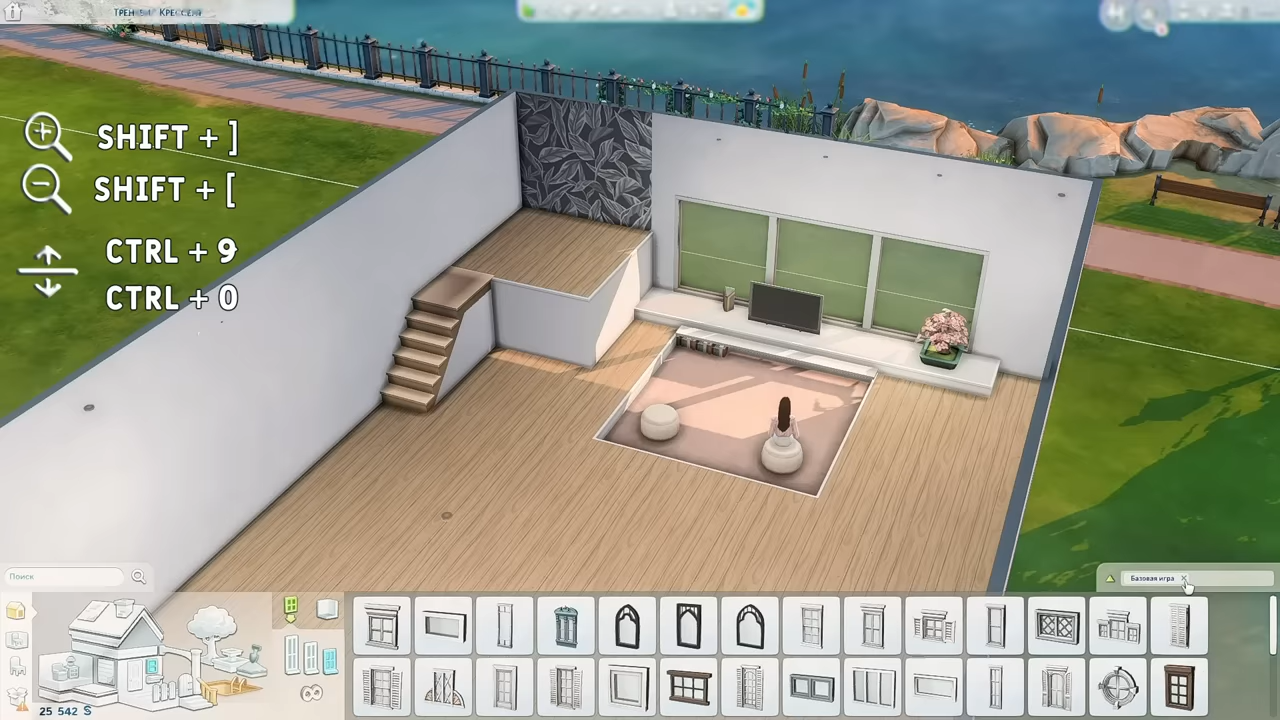 SHIFT + ]
SHIFT + [
CTRL + 9
CTRL + 0
Поиск
Базовая игра
25 542 $